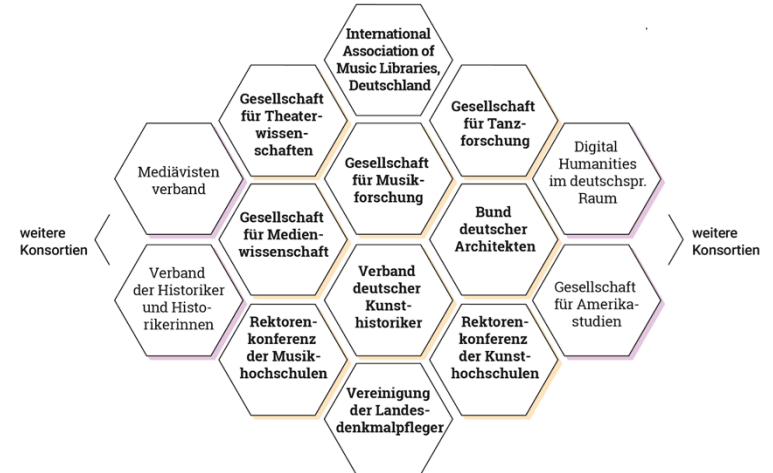 International
Association of
Music Libraries,
Deutschland
Gesellschaft
für Theater-
wissen-
schaften
Gesellschaft
für Tanz-
forschung
Mediävisten
verband
Gesellschaft
für Musik-
forschung
Digital
Humanities
im deutschspr.
Raum
weitere
Konsortien
Gesellschaft
für Medien-
wissenschaft
Bund
deutscher
Architekten
weitere
Konsortien
Verband
der Historiker
und Histo-
rikerinnen
Verband
deutscher
Kunst-
historiker
Gesellschaft
für Amerika-
studien
Rektoren-
konferenz
der Musik-
hochschulen
Rektoren-
konferenz
der Kunst-
hochschulen
Vereinigung
der Landes-
denkmalpfleger